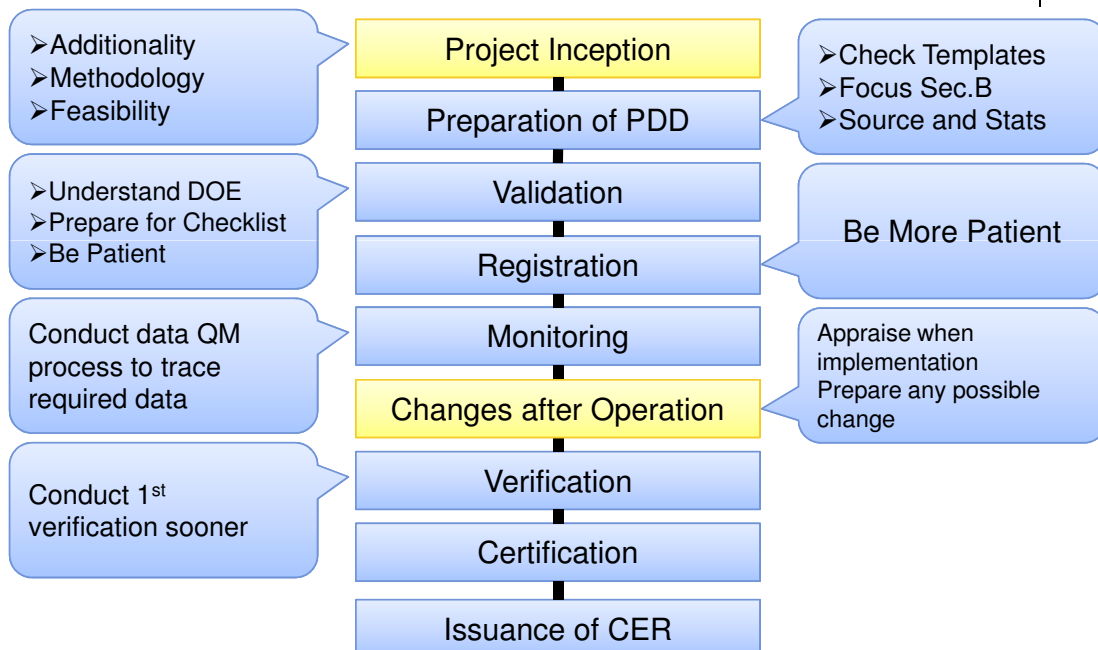 ➢Additionality
➢Methodology
➢Feasibility
Project Inception
➢Check Templates
➢Focus Sec.B
➢Source and Stats
Preparation of PDD
➢Understand DOE
➢Prepare for Checklist
➢Be Patient
Validation
Be More Patient
Registration
Conduct data QM
process to trace
required data
Monitoring
Appraise when
implementation
Prepare any possible
change
Changes after Operation
Conduct 1st
verification sooner
Verification
Certification
Issuance of CER